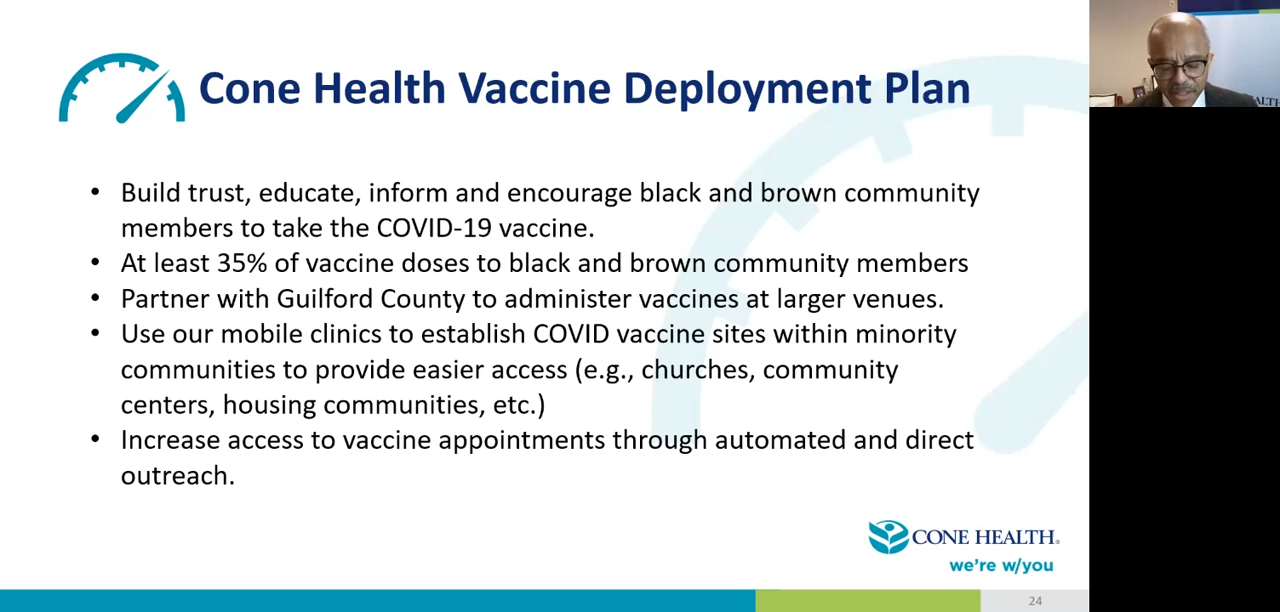 Cone Health Vaccine Deployment Plan
• Build trust, educate, inform and encourage black and brown community
members to take the COVID-19 vaccine.
• At least 35% of vaccine doses to black and brown community members
• Partner with Guilford County to administer vaccines at larger venues.
• Use our mobile clinics to establish COVID vaccine sites within minority
communities to provide easier access (e.g., churches, community
centers, housing communities, etc.)
• Increase access to vaccine appointments through automated and direct
outreach.
CONE HEALTH®
we're w/you
24